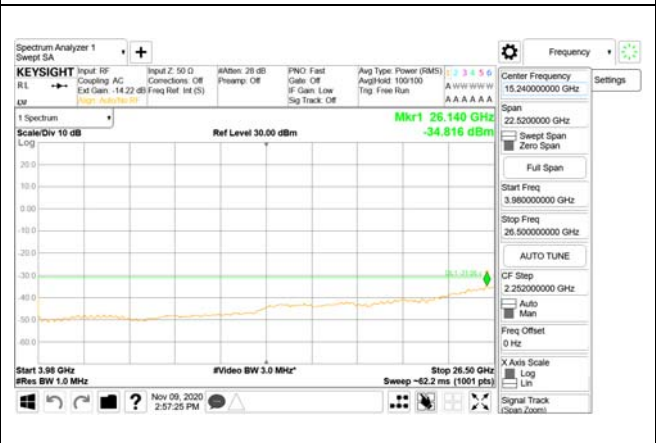 Spectrum Analyzer 1
Swept SA
+
Frequency
KEYSIGHT
RL
Input: RF
Coupling: AC
Ext Gain: -14.22 dB
Align: Auto/No RF
Input Z: 50 Ω
Corrections: Off
Freq Ref: Int (S)
#Atten: 28 dB
Preamp: Off
PNO: Fast
Gate: Off
IF Gain: Low
Sig Track: Off
Avg Type: Power (RMS)
Avg|Hold: 100/100
Trig: Free Run
1 2 3 4 5 6
A W W W W W
A A A A A A
1 Spectrum
Scale/Div 10 dB
Ref Level 30.00 dBm
Mkr1 26.140 GHz
-34.816 dBm
Log
20.0
10.0
0.00
-10.0
-20.0
-30.0
-40.0
-50.0
-60.0
Start 3.98 GHz
#Res BW 1.0 MHz
#Video BW 3.0 MHz*
Stop 26.50 GHz
Sweep ~62.2 ms (1001 pts)
Center Frequency
15.240000000 GHz
Settings
Span
22.5200000 GHz
Swept Span
Zero Span
Full Span
Start Freq
3.980000000 GHz
Stop Freq
26.500000000 GHz
AUTO TUNE
CF Step
2.252000000 GHz
Auto
Man
Freq Offset
0 Hz
X Axis Scale
Log
Lin
Signal Track
(Span Zoom)
?
Nov 09, 2020
2:57:25 PM